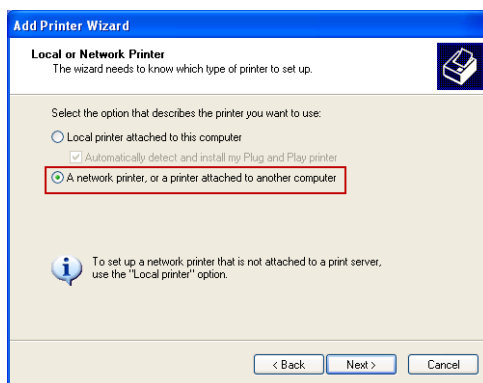 Add Printer Wizard
Local or Network Printer
The wizard needs to know which type of printer to set up.
Select the option that describes the printer you want to use:
Local printer attached to this computer
Automatically detect and install my Plug and Play printer
A network printer, or a printer attached to another computer
To set up a network printer that is not attached to a print server,
use the "Local printer" option.
< Back Next > Cancel